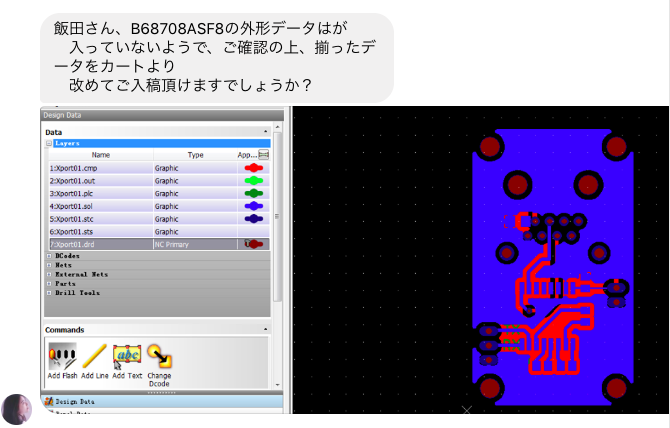 飯田さん、B68708ASF8の外形データはが
入っていないようで、ご確認の上、揃ったデ
ータをカートより
改めてご入稿頂けますでしょうか？
Design Data
Data
Layers
Name Type App...
1:Xport01.cmp Graphic
2:Xport01.out Graphic
3:Xport01.plc Graphic
4:Xport01.sol Graphic
5:Xport01.stc Graphic
6:Xport01.sts Graphic
7:Xport01.drd NC Primary
DCodes
Nets
External Nets
Parts
Drill Tools
Commands
abc
Add Flash Add Line Add Text Change
Dcode
Design Data